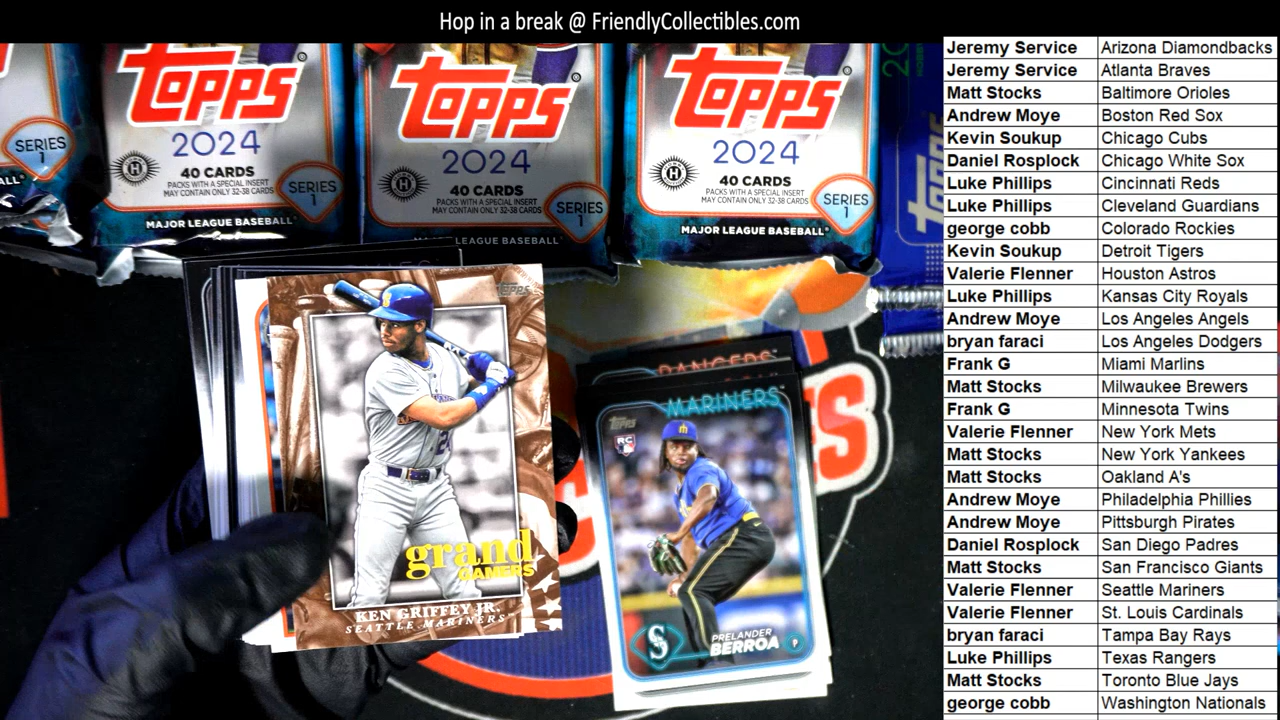 Hop in a break @ FriendlyCollectibles.com
TOPPS
2024
40 CARDS
PACKS WITH A SPECIAL INSERT
MAY CONTAIN ONLY 32-38 CARDS
SERIES
1
MAJOR LEAGUE BASEBALL
TOPPS
2024
40 CARDS
PACKS WITH A SPECIAL INSERT
MAY CONTAIN ONLY 32-38 CARDS
SERIES
1
MAJOR LEAGUE BASEBALL
TOPPS
2024
40 CARDS
PACKS WITH A SPECIAL INSERT
MAY CONTAIN ONLY 32-38 CARDS
SERIES
1
MAJOR LEAGUE BASEBALL
SERIES
1
TOPPS
grand
GAMERS
KEN GRIFFEY JR.
SEATTLE MARINERS
RANGERS
MARINERS
TOPPS
RC
S
PRELANDER
BERROA
P
Jeremy Service Arizona Diamondbacks
Jeremy Service Atlanta Braves
Matt Stocks Baltimore Orioles
Andrew Moye Boston Red Sox
Kevin Soukup Chicago Cubs
Daniel Rosplock Chicago White Sox
Luke Phillips Cincinnati Reds
Luke Phillips Cleveland Guardians
george cobb Colorado Rockies
Kevin Soukup Detroit Tigers
Valerie Flenner Houston Astros
Luke Phillips Kansas City Royals
Andrew Moye Los Angeles Angels
bryan faraci Los Angeles Dodgers
Frank G Miami Marlins
Matt Stocks Milwaukee Brewers
Frank G Minnesota Twins
Valerie Flenner New York Mets
Matt Stocks New York Yankees
Matt Stocks Oakland A's
Andrew Moye Philadelphia Phillies
Andrew Moye Pittsburgh Pirates
Daniel Rosplock San Diego Padres
Matt Stocks San Francisco Giants
Valerie Flenner Seattle Mariners
Valerie Flenner St. Louis Cardinals
bryan faraci Tampa Bay Rays
Luke Phillips Texas Rangers
Matt Stocks Toronto Blue Jays
george cobb Washington Nationals